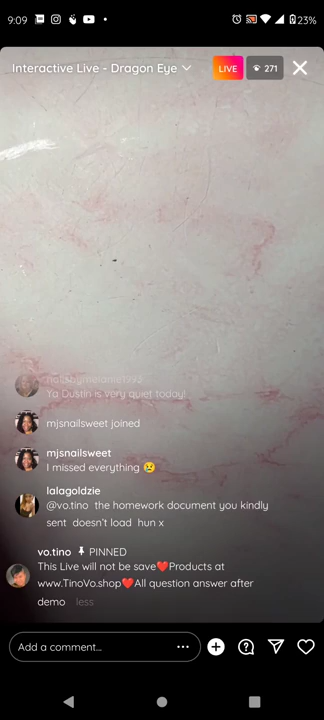 9:09
23%
Interactive Live - Dragon Eye
LIVE
271
Ya Dustin is very quiet today!
mjsnailsweet joined
mjsnailsweet
I missed everything 😢
lalagoldzie
@vo.tino the homework document you kindly
sent doesn't load hun x
vo.tino PINNED
This Live will not be save❤️Products at
www.TinoVo.shop❤️All question answer after
demo less
Add a comment...